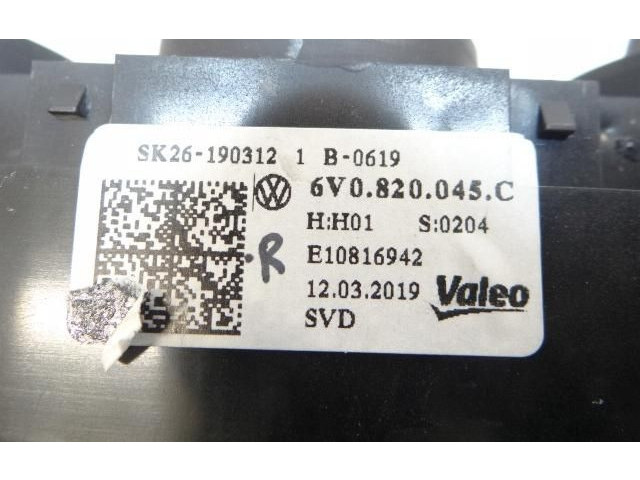 SK26-190312 1 B-0619
6V0.820.045.C
H:H01 S:0204
·R
E10816942
12.03.2019 Valeo
SVD